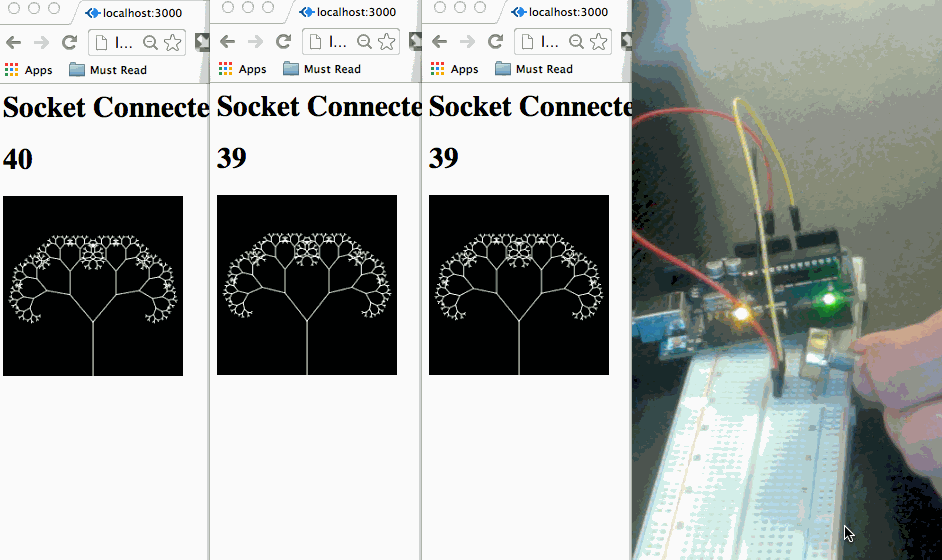 localhost:3000
l...
Apps
Must Read
Socket Connecte
40
localhost:3000
l...
Apps
Must Read
Socket Connecte
39
localhost:3000
l...
Apps
Must Read
Socket Connecte
39